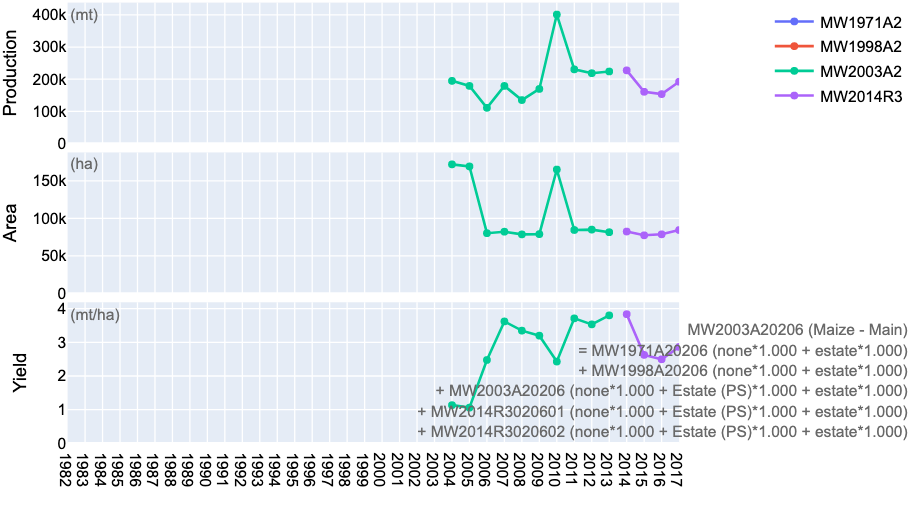 Production
(mt)
400k
300k
200k
100k
0
MW1971A2
MW1998A2
MW2003A2
MW2014R3
Area
(ha)
150k
100k
50k
0
Yield
(mt/ha)
4
3
2
1
0
MW2003A20206 (Maize - Main)
= MW1971A20206 (none*1.000 + estate*1.000)
+ MW1998A20206 (none*1.000 + estate*1.000)
+ MW2003A20206 (none*1.000 + Estate (PS)*1.000 + estate*1.000)
+ MW2014R3020601 (none*1.000 + Estate (PS)*1.000 + estate*1.000)
+ MW2014R3020602 (none*1.000 + Estate (PS)*1.000 + estate*1.000)
1982
1983
1984
1985
1986
1987
1988
1989
1990
1991
1992
1993
1994
1995
1996
1997
1998
1999
2000
2001
2002
2003
2004
2005
2006
2007
2008
2009
2010
2011
2012
2013
2014
2015
2016
2017